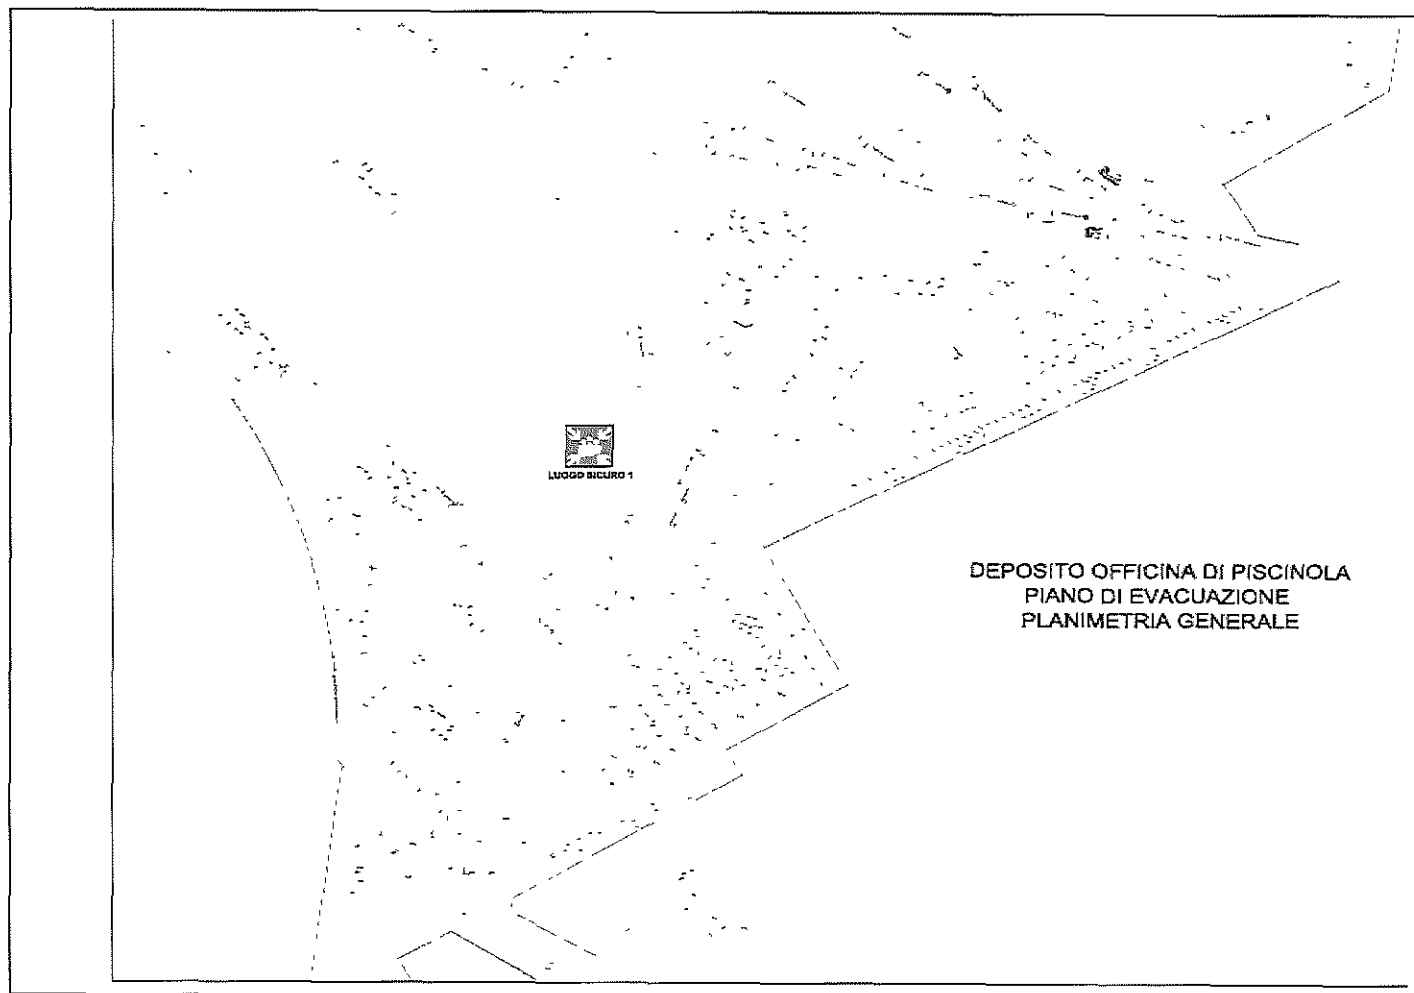 LUOGO SICURO 1
DEPOSITO OFFICINA DI PISCINOLA
PIANO DI EVACUAZIONE
PLANIMETRIA GENERALE